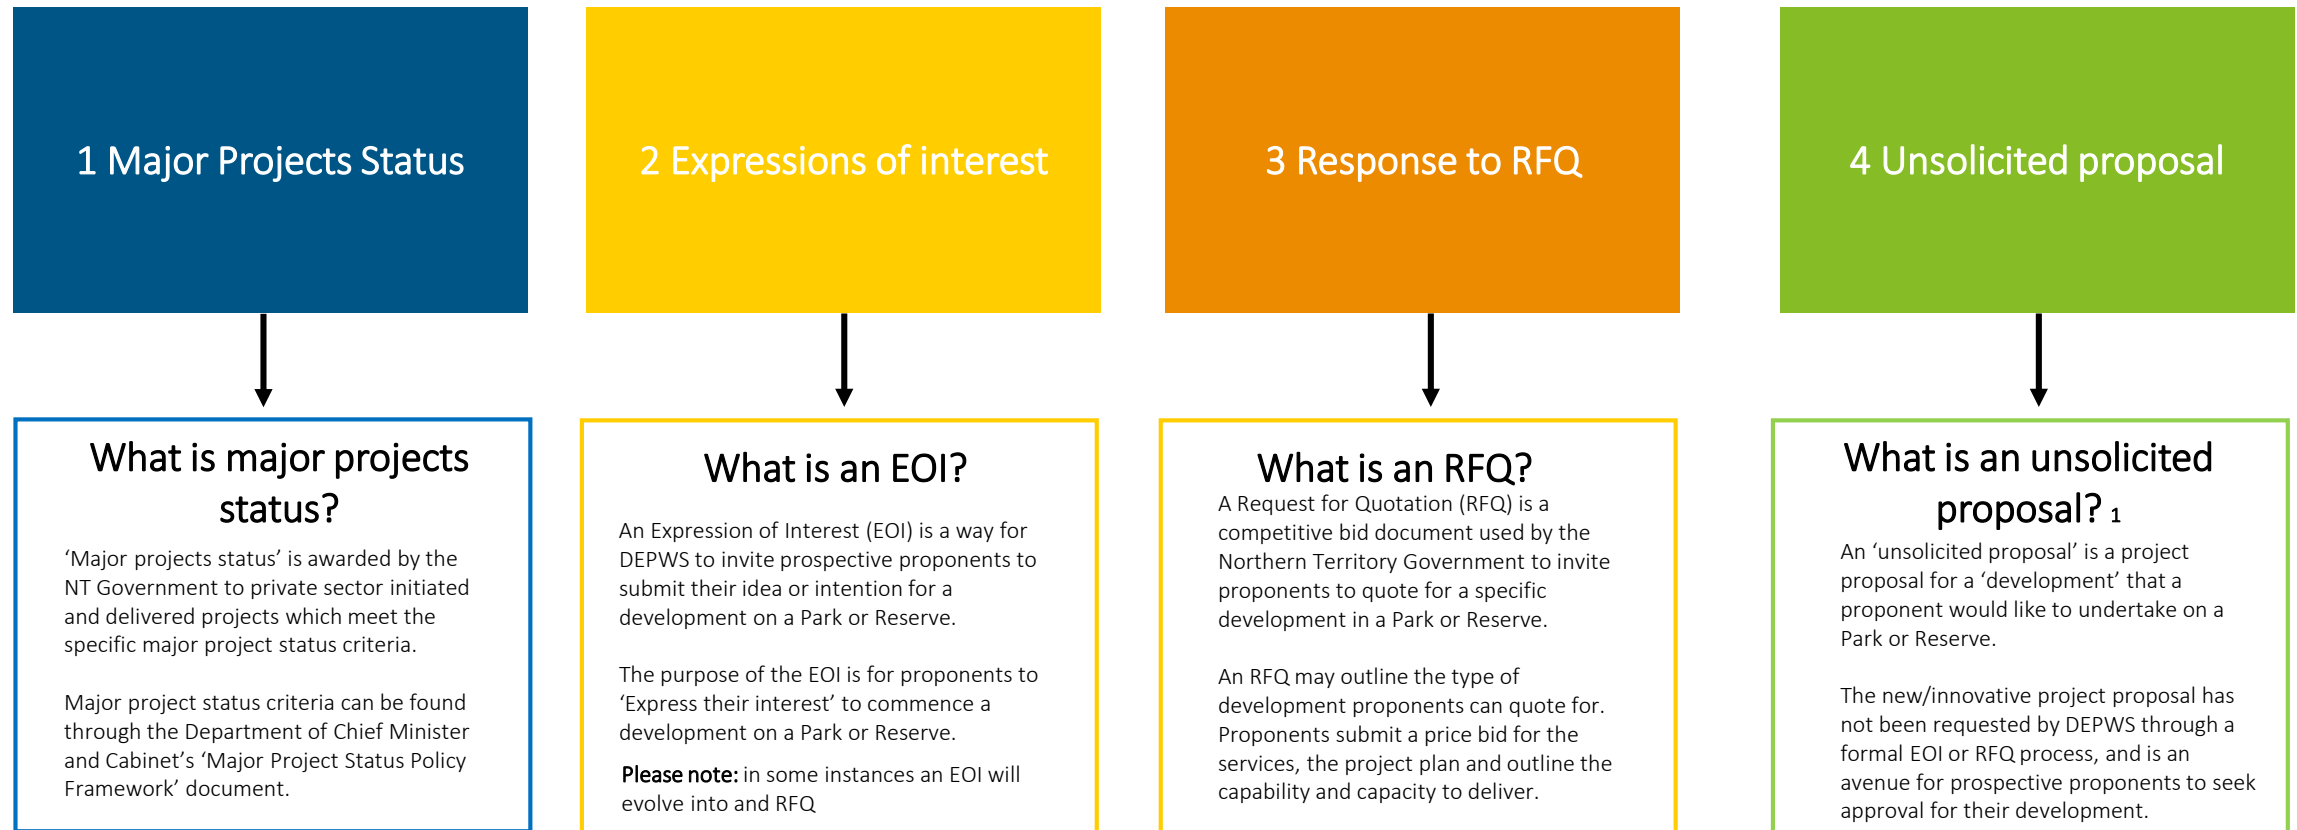 1 Major Projects Status
2 Expressions of interest
3 Response to RFQ
4 Unsolicited proposal
What is major projects
status?
‘Major projects status’ is awarded by the
NT Government to private sector initiated
and delivered projects which meet the
specific major project status criteria.
Major project status criteria can be found
through the Department of Chief Minister
and Cabinet’s ‘Major Project Status Policy
Framework’ document.
What is an EOI?
An Expression of Interest (EOI) is a way for
DEPWS to invite prospective proponents to
submit their idea or intention for a
development on a Park or Reserve.
The purpose of the EOI is for proponents to
‘Express their interest’ to commence a
development on a Park or Reserve.
Please note: in some instances an EOI will
evolve into and RFQ
What is an RFQ?
A Request for Quotation (RFQ) is a
competitive bid document used by the
Northern Territory Government to invite
proponents to quote for a specific
development in a Park or Reserve.
An RFQ may outline the type of
development proponents can quote for.
Proponents submit a price bid for the
services, the project plan and outline the
capability and capacity to deliver.
What is an unsolicited
proposal? 1
An ‘unsolicited proposal’ is a project
proposal for a ‘development’ that a
proponent would like to undertake on a
Park or Reserve.
The new/innovative project proposal has
not been requested by DEPWS through a
formal EOI or RFQ process, and is an
avenue for prospective proponents to seek
approval for their development.